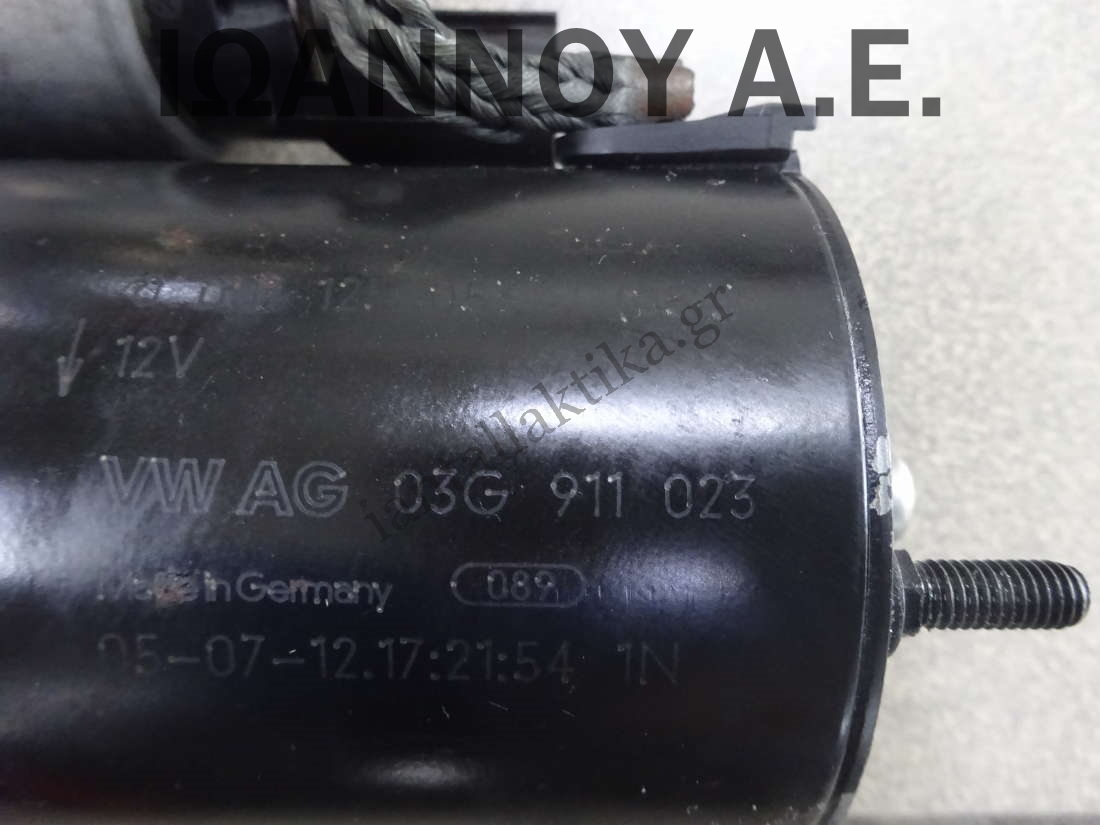 ΙΩΑΝΝΟΥ Α.Ε.
12V
VW AG 03G 911 023
Made in Germany 089
05-07-12.17:21:54 1N